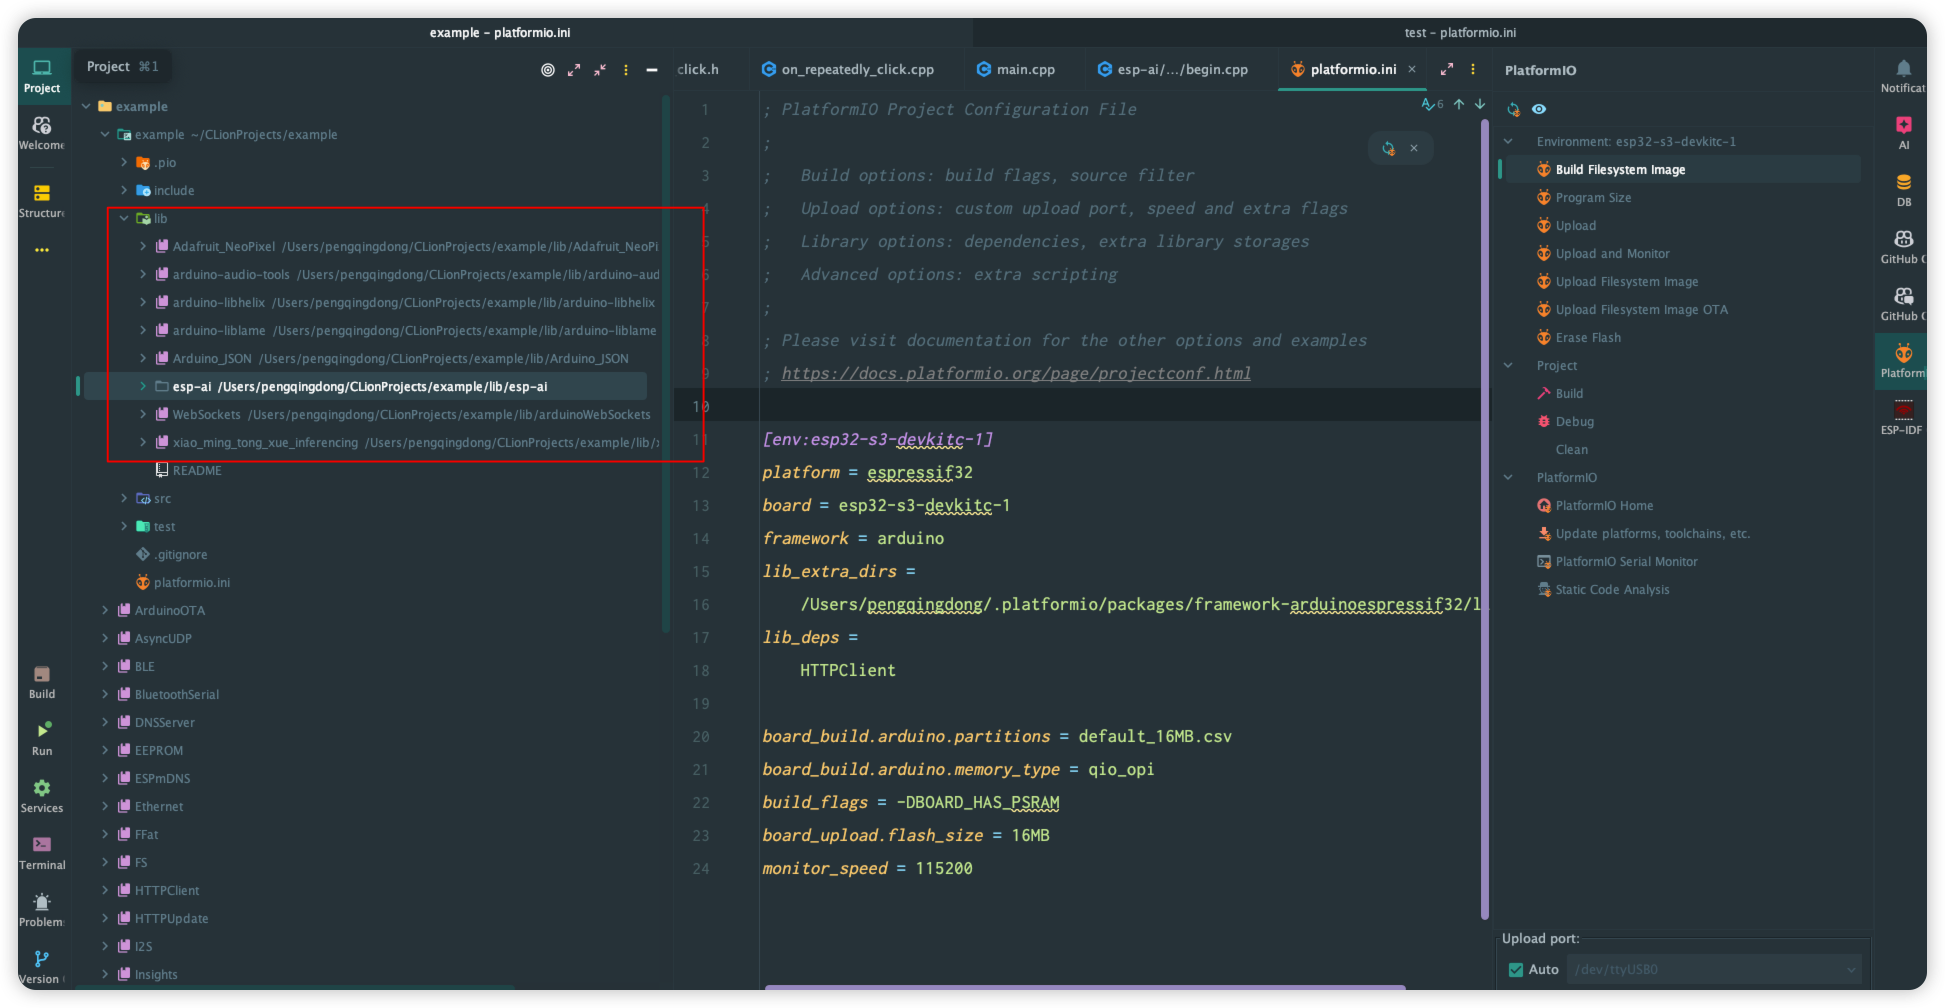 example – platformio.ini
test – platformio.ini
Project
Project ⌘1
click.h
on_repeatedly_click.cpp
main.cpp
esp-ai/.../begin.cpp
platformio.ini
PlatformIO
Notificat
Welcome
Structure
Build
Run
Services
Terminal
Problem
Version
example
example ~/CLionProjects/example
.pio
include
lib
Adafruit_NeoPixel /Users/pengqingdong/CLionProjects/example/lib/Adafruit_NeoPi
arduino-audio-tools /Users/pengqingdong/CLionProjects/example/lib/arduino-aud
arduino-libhelix /Users/pengqingdong/CLionProjects/example/lib/arduino-libhelix
arduino-liblame /Users/pengqingdong/CLionProjects/example/lib/arduino-liblame
Arduino_JSON /Users/pengqingdong/CLionProjects/example/lib/Arduino_JSON
esp-ai /Users/pengqingdong/CLionProjects/example/lib/esp-ai
WebSockets /Users/pengqingdong/CLionProjects/example/lib/arduinoWebSockets
xiao_ming_tong_xue_inferencing /Users/pengqingdong/CLionProjects/example/lib/
README
src
test
.gitignore
platformio.ini
ArduinoOTA
AsyncUDP
BLE
BluetoothSerial
DNSServer
EEPROM
ESPmDNS
Ethernet
FFat
FS
HTTPClient
HTTPUpdate
I2S
Insights
6
1 ; PlatformIO Project Configuration File
2 ;
3 ; Build options: build flags, source filter
4 ; Upload options: custom upload port, speed and extra flags
5 ; Library options: dependencies, extra library storages
6 ; Advanced options: extra scripting
7 ;
8 ; Please visit documentation for the other options and examples
9 ; https://docs.platformio.org/page/projectconf.html
10
11 [env:esp32-s3-devkitc-1]
12 platform = espressif32
13 board = esp32-s3-devkitc-1
14 framework = arduino
15 lib_extra_dirs =
16 /Users/pengqingdong/.platformio/packages/framework-arduinoespressif32/l
17 lib_deps =
18 HTTPClient
19
20 board_build.arduino.partitions = default_16MB.csv
21 board_build.arduino.memory_type = qio_opi
22 build_flags = -DBOARD_HAS_PSRAM
23 board_upload.flash_size = 16MB
24 monitor_speed = 115200
Environment: esp32-s3-devkitc-1
Build Filesystem Image
Program Size
Upload
Upload and Monitor
Upload Filesystem Image
Upload Filesystem Image OTA
Erase Flash
Project
Build
Debug
Clean
PlatformIO
PlatformIO Home
Update platforms, toolchains, etc.
PlatformIO Serial Monitor
Static Code Analysis
Upload port:
Auto
/dev/ttyUSB0
AI
DB
GitHub C
GitHub C
Platform
ESP-IDF